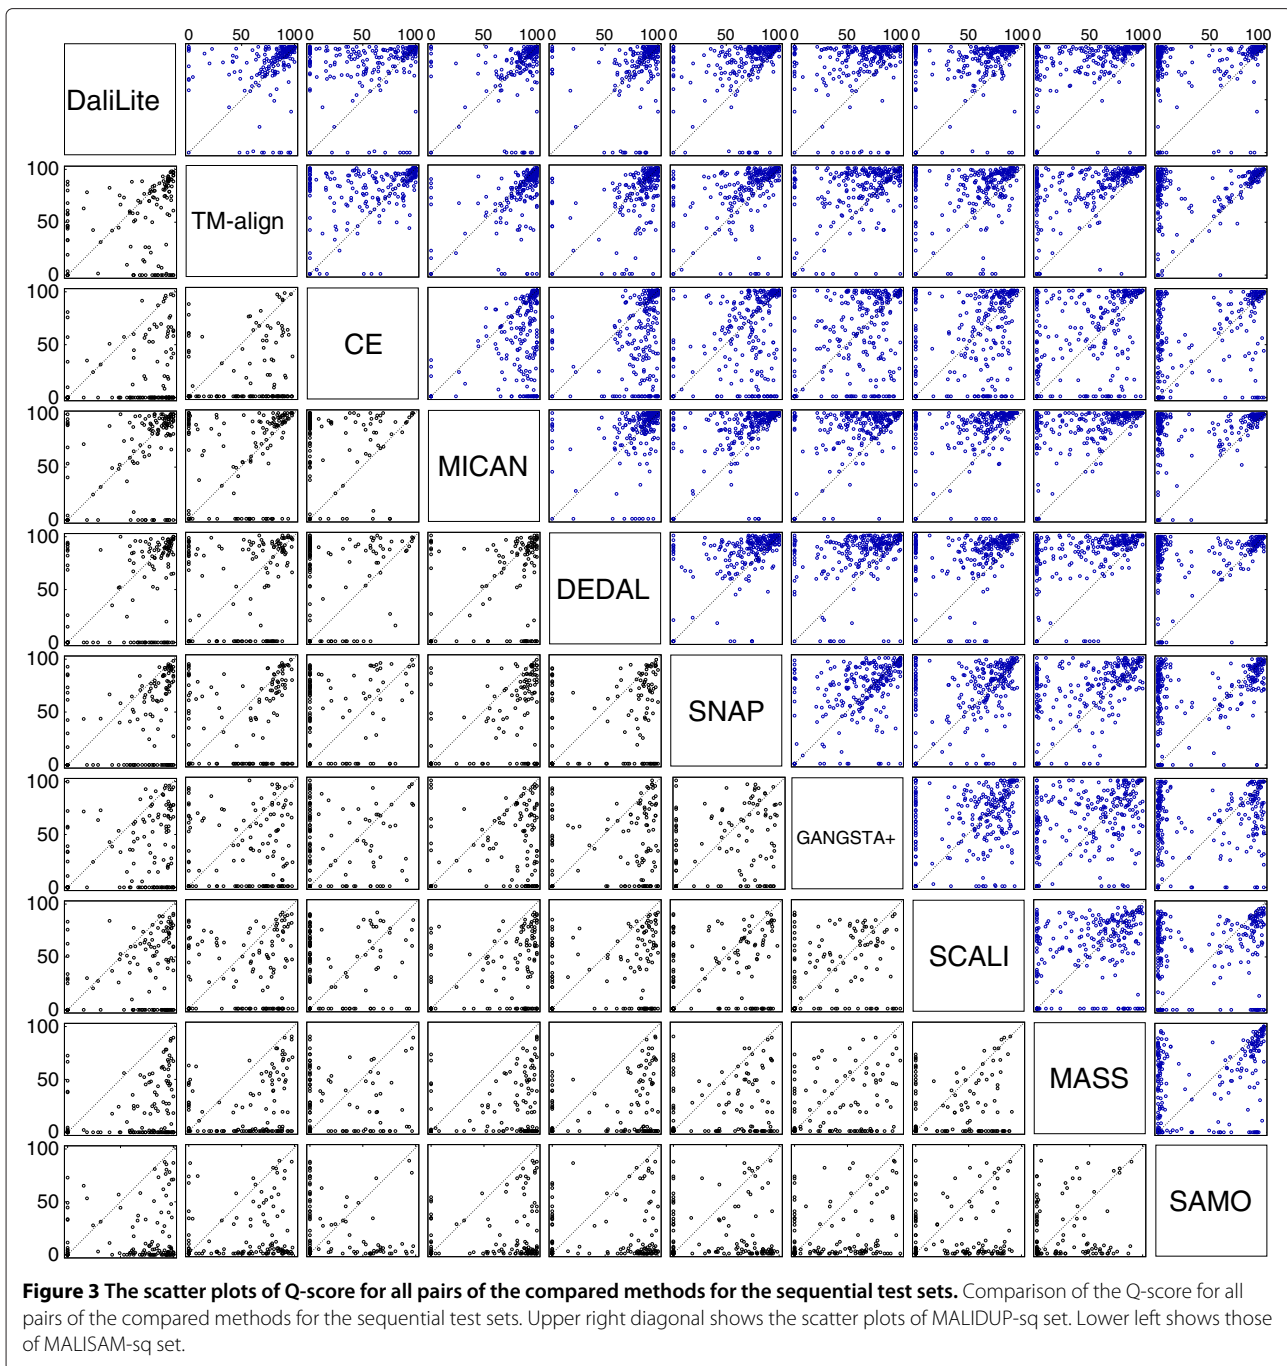 0 50 100 0 50 100 0 50 100 0 50 100 0 50 100 0 50 100 0 50 100 0 50 100 0 50 100
DaliLite
100
50
0
TM-align
100
50
0
CE
100
50
0
MICAN
100
50
0
DEDAL
100
50
0
SNAP
100
50
0
GANGSTA+
100
50
0
SCALI
100
50
0
MASS
100
50
0
SAMO
Figure 3 The scatter plots of Q-score for all pairs of the compared methods for the sequential test sets. Comparison of the Q-score for all
pairs of the compared methods for the sequential test sets. Upper right diagonal shows the scatter plots of MALIDUP-sq set. Lower left shows those
of MALISAM-sq set.